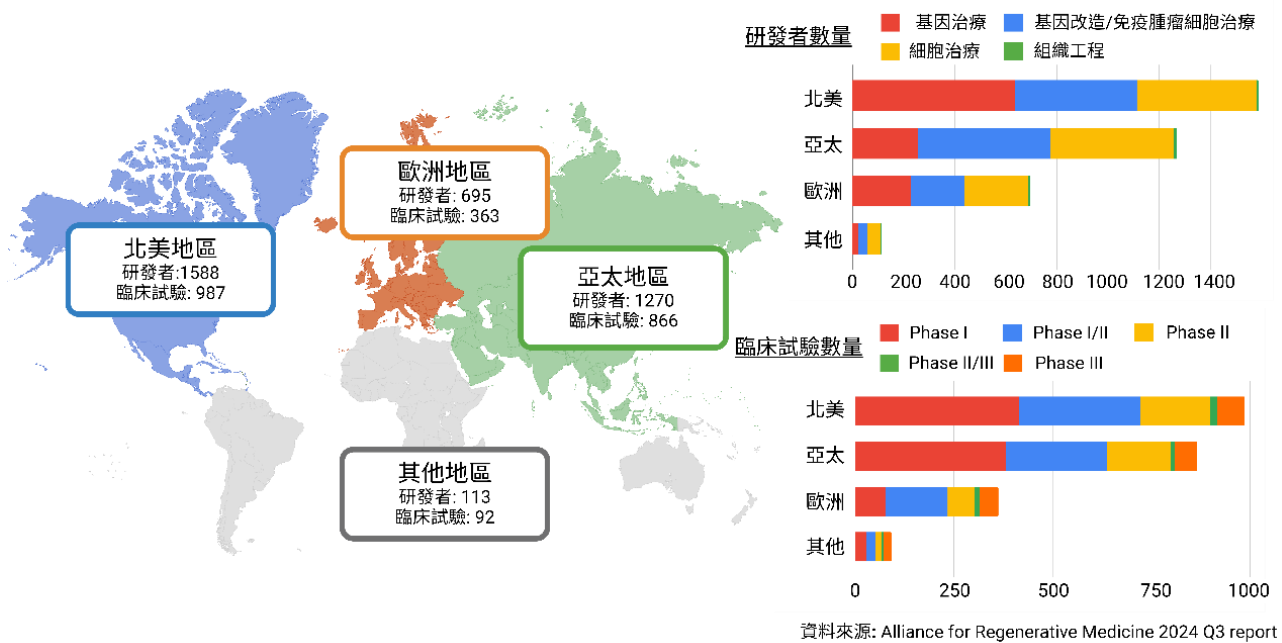 歐洲地區
研發者: 695
臨床試驗: 363
北美地區
研發者:1588
臨床試驗: 987
亞太地區
研發者: 1270
臨床試驗: 866
其他地區
研發者: 113
臨床試驗: 92
研發者數量
基因治療 基因改造/免疫腫瘤細胞治療
細胞治療 組織工程
北美
亞太
歐洲
其他
0 200 400 600 800 1000 1200 1400
臨床試驗數量
Phase I Phase I/II Phase II
Phase II/III Phase III
北美
亞太
歐洲
其他
0 250 500 750 1000
資料來源: Alliance for Regenerative Medicine 2024 Q3 report